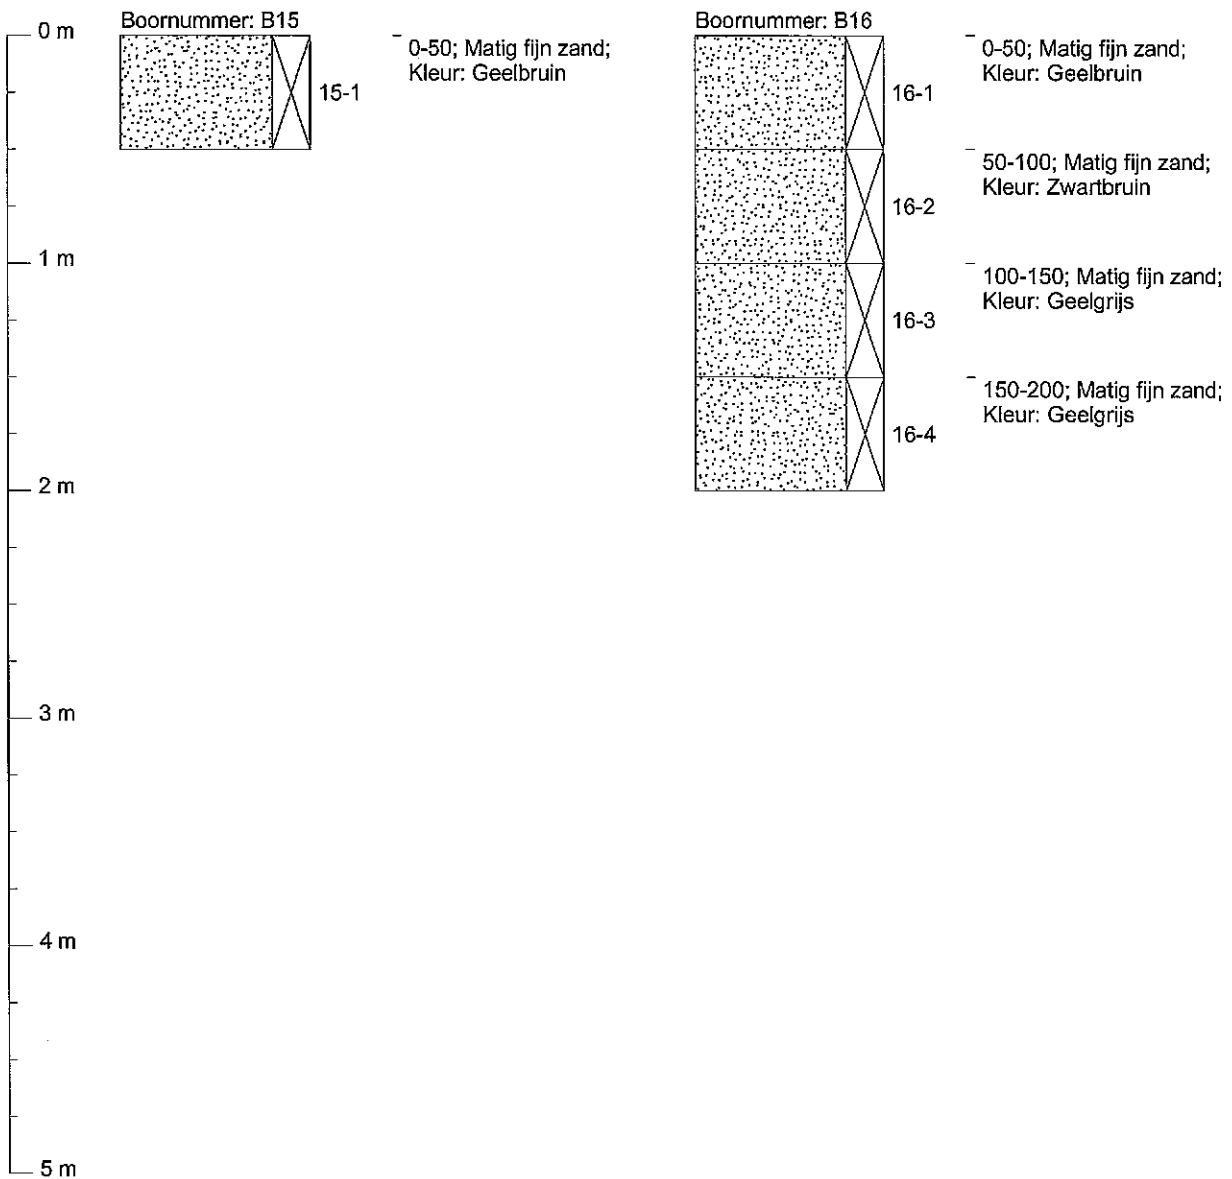 0 m
1 m
2 m
3 m
4 m
5 m
Boornummer: B15
15-1
0-50; Matig fijn zand;
Kleur: Geelbruin
Boornummer: B16
16-1
0-50; Matig fijn zand;
Kleur: Geelbruin
16-2
50-100; Matig fijn zand;
Kleur: Zwartbruin
16-3
100-150; Matig fijn zand;
Kleur: Geelgrijs
16-4
150-200; Matig fijn zand;
Kleur: Geelgrijs